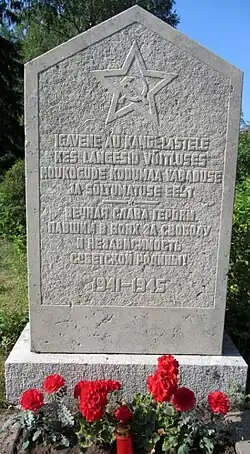 IGAVENE AU KANGELASTELE
KES LANGESID VÕITLUSES
NÕUKOGUDE KODUMAA VABADUSE
JA SÕLTUMATUSE EEST
ВЕЧНАЯ СЛАВА ГЕРОЯМ
ПАВШИМ В БОЯХ ЗА СВОБОДУ
И НЕЗАВИСИМОСТЬ
СОВЕТСКОЙ РОДИНЫ!
1941-1945